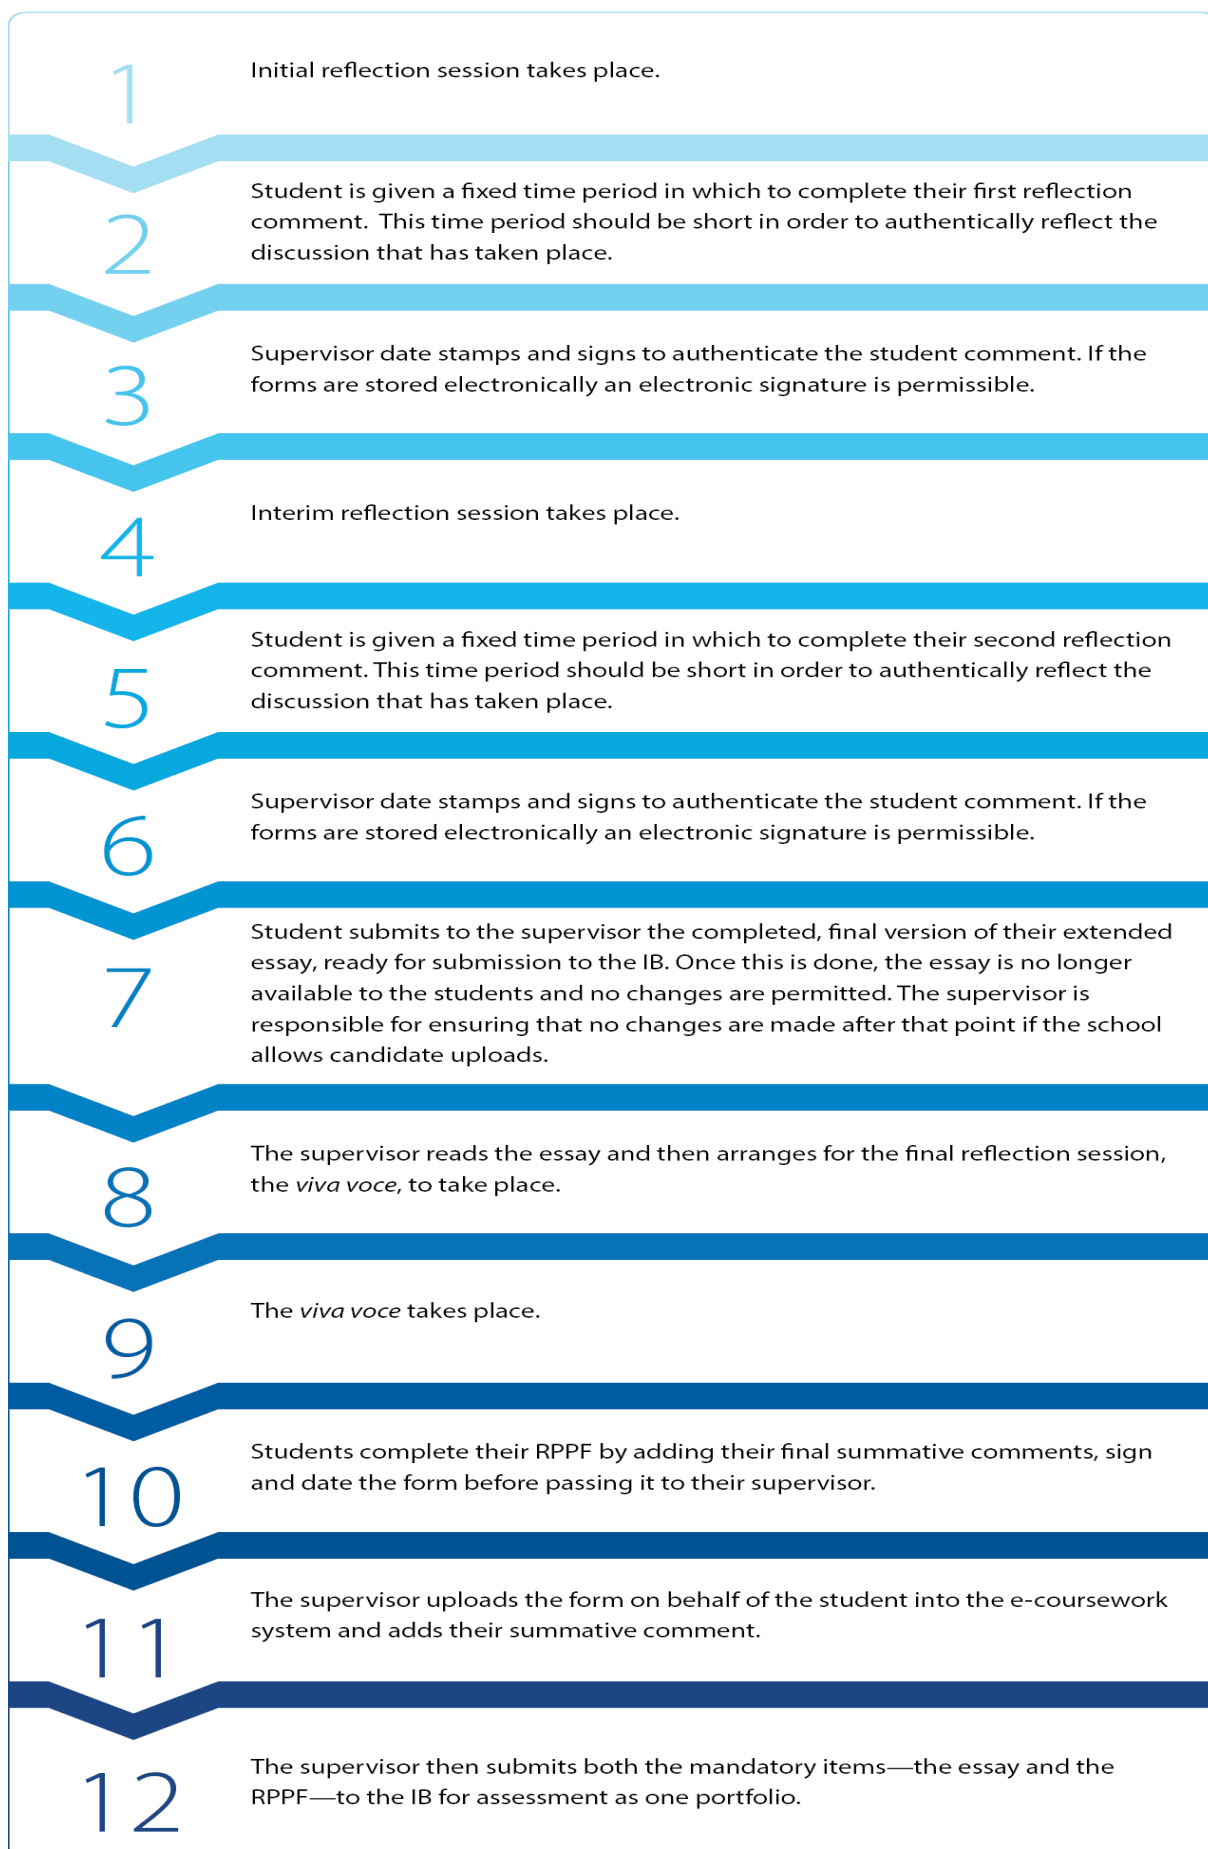 1
Initial reflection session takes place.
2
Student is given a fixed time period in which to complete their first reflection
comment.  This time period should be short in order to authentically reflect the
discussion that has taken place.
3
Supervisor date stamps and signs to authenticate the student comment. If the
forms are stored electronically an electronic signature is permissible.
4
Interim reflection session takes place.
5
Student is given a fixed time period in which to complete their second reflection
comment. This time period should be short in order to authentically reflect the
discussion that has taken place.
6
Supervisor date stamps and signs to authenticate the student comment. If the
forms are stored electronically an electronic signature is permissible.
7
Student submits to the supervisor the completed, final version of their extended
essay, ready for submission to the IB. Once this is done, the essay is no longer
available to the students and no changes are permitted. The supervisor is
responsible for ensuring that no changes are made after that point if the school
allows candidate uploads.
8
The supervisor reads the essay and then arranges for the final reflection session,
the viva voce, to take place.
9
The viva voce takes place.
10
Students complete their RPPF by adding their final summative comments, sign
and date the form before passing it to their supervisor.
11
The supervisor uploads the form on behalf of the student into the e-coursework
system and adds their summative comment.
12
The supervisor then submits both the mandatory items—the essay and the
RPPF—to the IB for assessment as one portfolio.